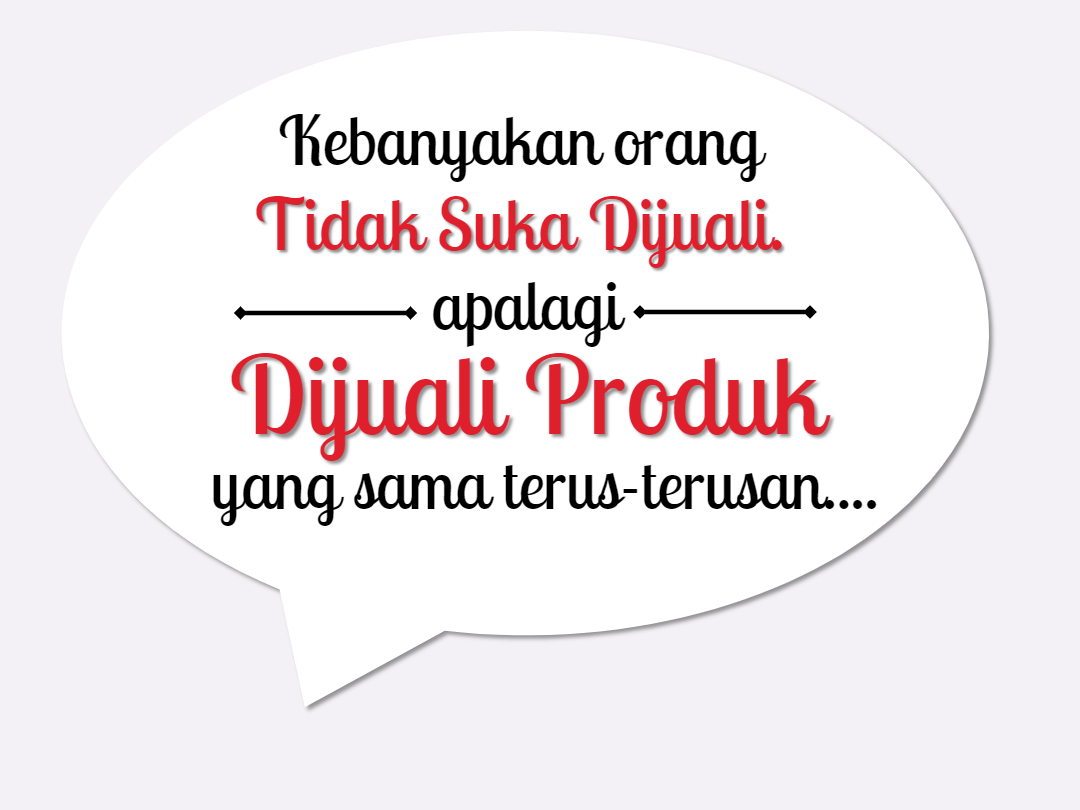 Kebanyakan orang
Tidak Suka Dijuali.
apalagi
Dijuali Produk
yang sama terus-terusan....